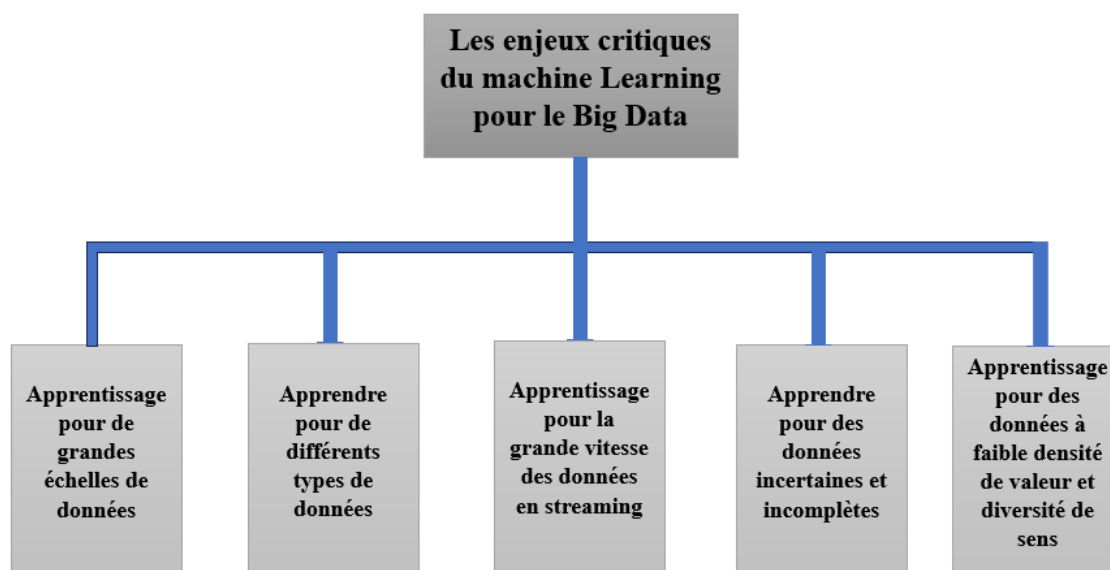 Les enjeux critiques
du machine Learning
pour le Big Data
Apprentissage
pour de
grandes
échelles de
données
Apprendre
pour de
différents
types de
données
Apprentissage
pour la
grande vitesse
des données
en streaming
Apprendre
pour des
données
incertaines et
incomplètes
Apprentissage
pour des
données à
faible densité
de valeur et
diversité de
sens